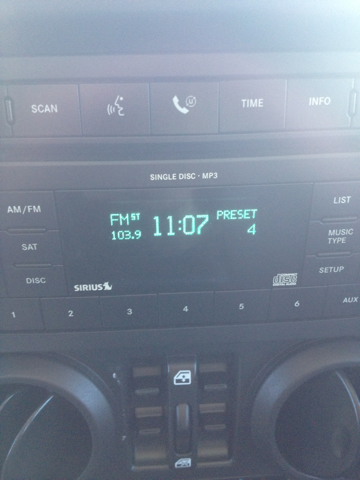 SCAN TIME INFO
SINGLE DISC • MP3
AM/FM FM ST 11:07 PRESET LIST
103.9 4
SAT MUSIC TYPE
DISC SETUP
SIRIUS disc
1 2 3 4 5 6 AUX